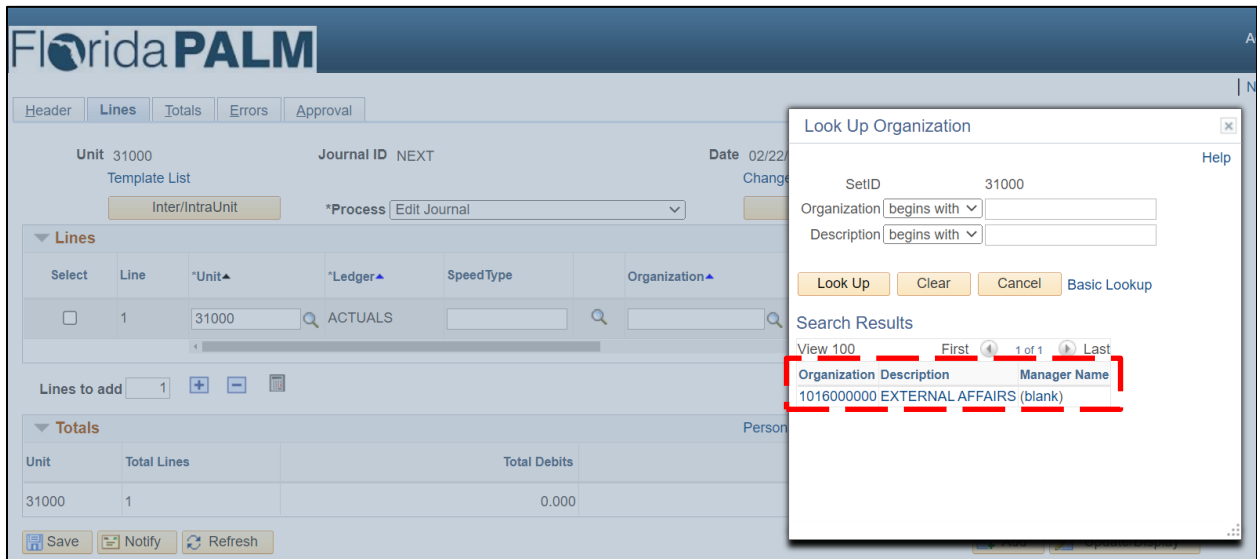 Florida PALM
A
N
Header Lines Totals Errors Approval
Unit 31000 Journal ID NEXT Date 02/22/
Template List Change
Inter/IntraUnit *Process Edit Journal
Lines
Select Line *Unit *Ledger SpeedType Organization
1 31000 ACTUALS
Lines to add 1
Totals Person
Unit Total Lines Total Debits
31000 1 0.000
Save Notify Refresh
Look Up Organization
Help
SetID 31000
Organization begins with
Description begins with
Look Up Clear Cancel Basic Lookup
Search Results
View 100 First 1 of 1 Last
Organization Description Manager Name
1016000000 EXTERNAL AFFAIRS (blank)